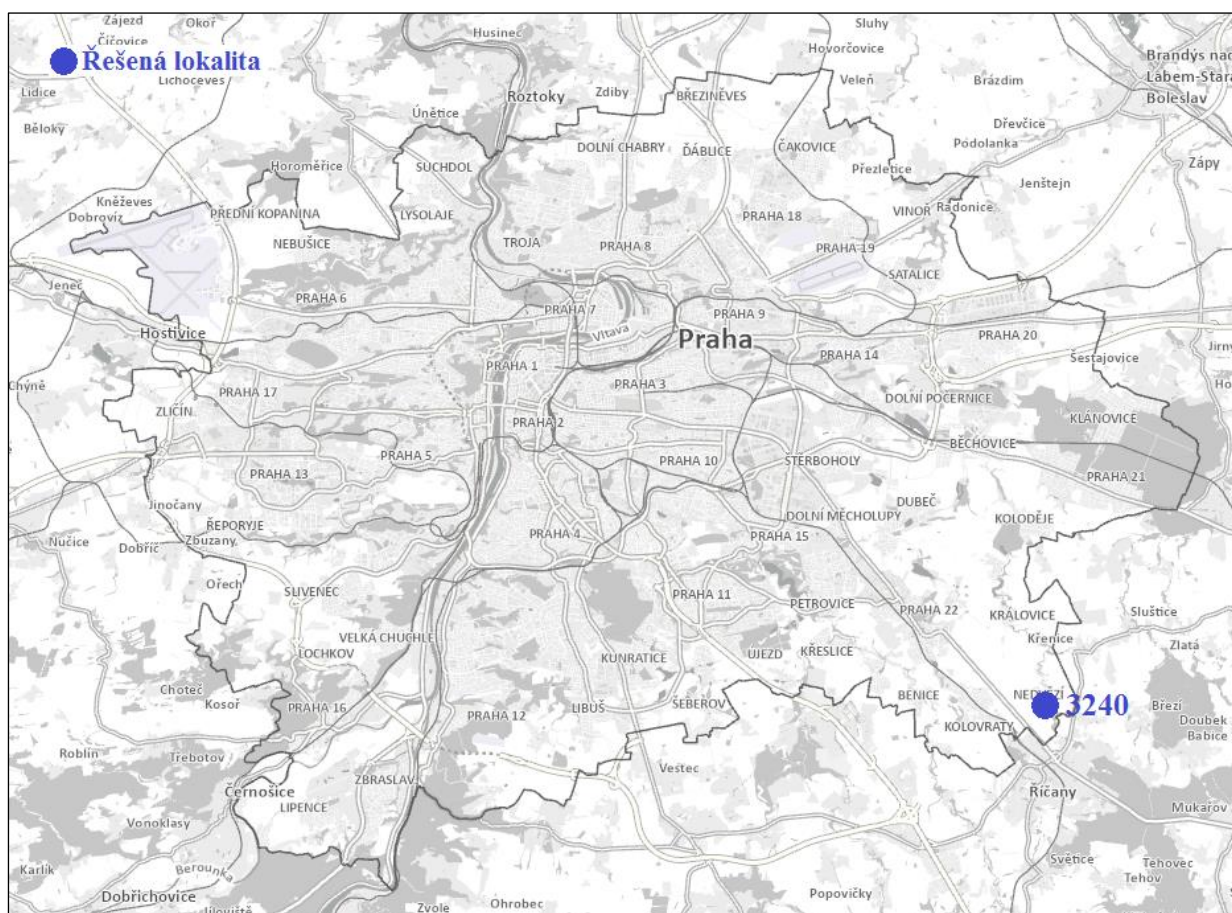 Zájezd
Okoř
Číčovice
Řešená lokalita
Lichoceves
Lidice
Běloky
Husinec
Roztoky
Zdiby
BŘEZINĚVES
Sluhy
Hovorčovice
Veleň
Brázdim
Brandýs nad
Labem-Stará
Boleslav
Únětice
Horoměřice
SUCHDOL
DOLNÍ CHABRY
ĎÁBLICE
ČAKOVICE
Dřevčice
Podolanka
Přezletice
Jenštejn
Zápy
Kněževes
Dobrovíz
PŘEDNÍ KOPANINA
NEBUŠICE
LYSOLAJE
TROJA
PRAHA 8
PRAHA 18
PRAHA 19
VINOŘ
Radonice
SATALICE
Jeneč
PRAHA 6
PRAHA 7
Vltava
PRAHA 9
PRAHA 20
Hostivice
Praha
PRAHA 14
Šestajovice
Jirny
Chýně
PRAHA 17
PRAHA 1
PRAHA 3
DOLNÍ POČERNICE
ZLIČÍN
PRAHA 2
KLÁNOVICE
BĚCHOVICE
PRAHA 13
PRAHA 5
PRAHA 10
ŠTĚRBOHOLY
PRAHA 21
Jinočany
DUBEČ
ŘEPORYJE
Zbuzany
Nučice
Dobříč
PRAHA 4
DOLNÍ MĚCHOLUPY
PRAHA 15
KOLODĚJE
Ořech
SLIVENEC
PRAHA 11
PETROVICE
PRAHA 22
KRÁLOVICE
Sluštice
Křenice
Zlatá
VELKÁ CHUCHLE
LOCHKOV
KUNRATICE
ÚJEZD
KŘESLICE
Choteč
Kosoř
PRAHA 16
PRAHA 12
LIBUŠ
ŠEBEROV
BENICE
NEDVĚZÍ
3240
KOLOVRATY
Březí
Doubek
Babice
Roblín
Třebotov
ZBRASLAV
Vestec
Černošice
LIPENCE
Říčany
Mukařov
Vonoklasy
Karlík
Berounka
Dobřichovice
Jíloviště
Zvole
Ohrobec
Popovičky
Světice
Tehovec
Tehov